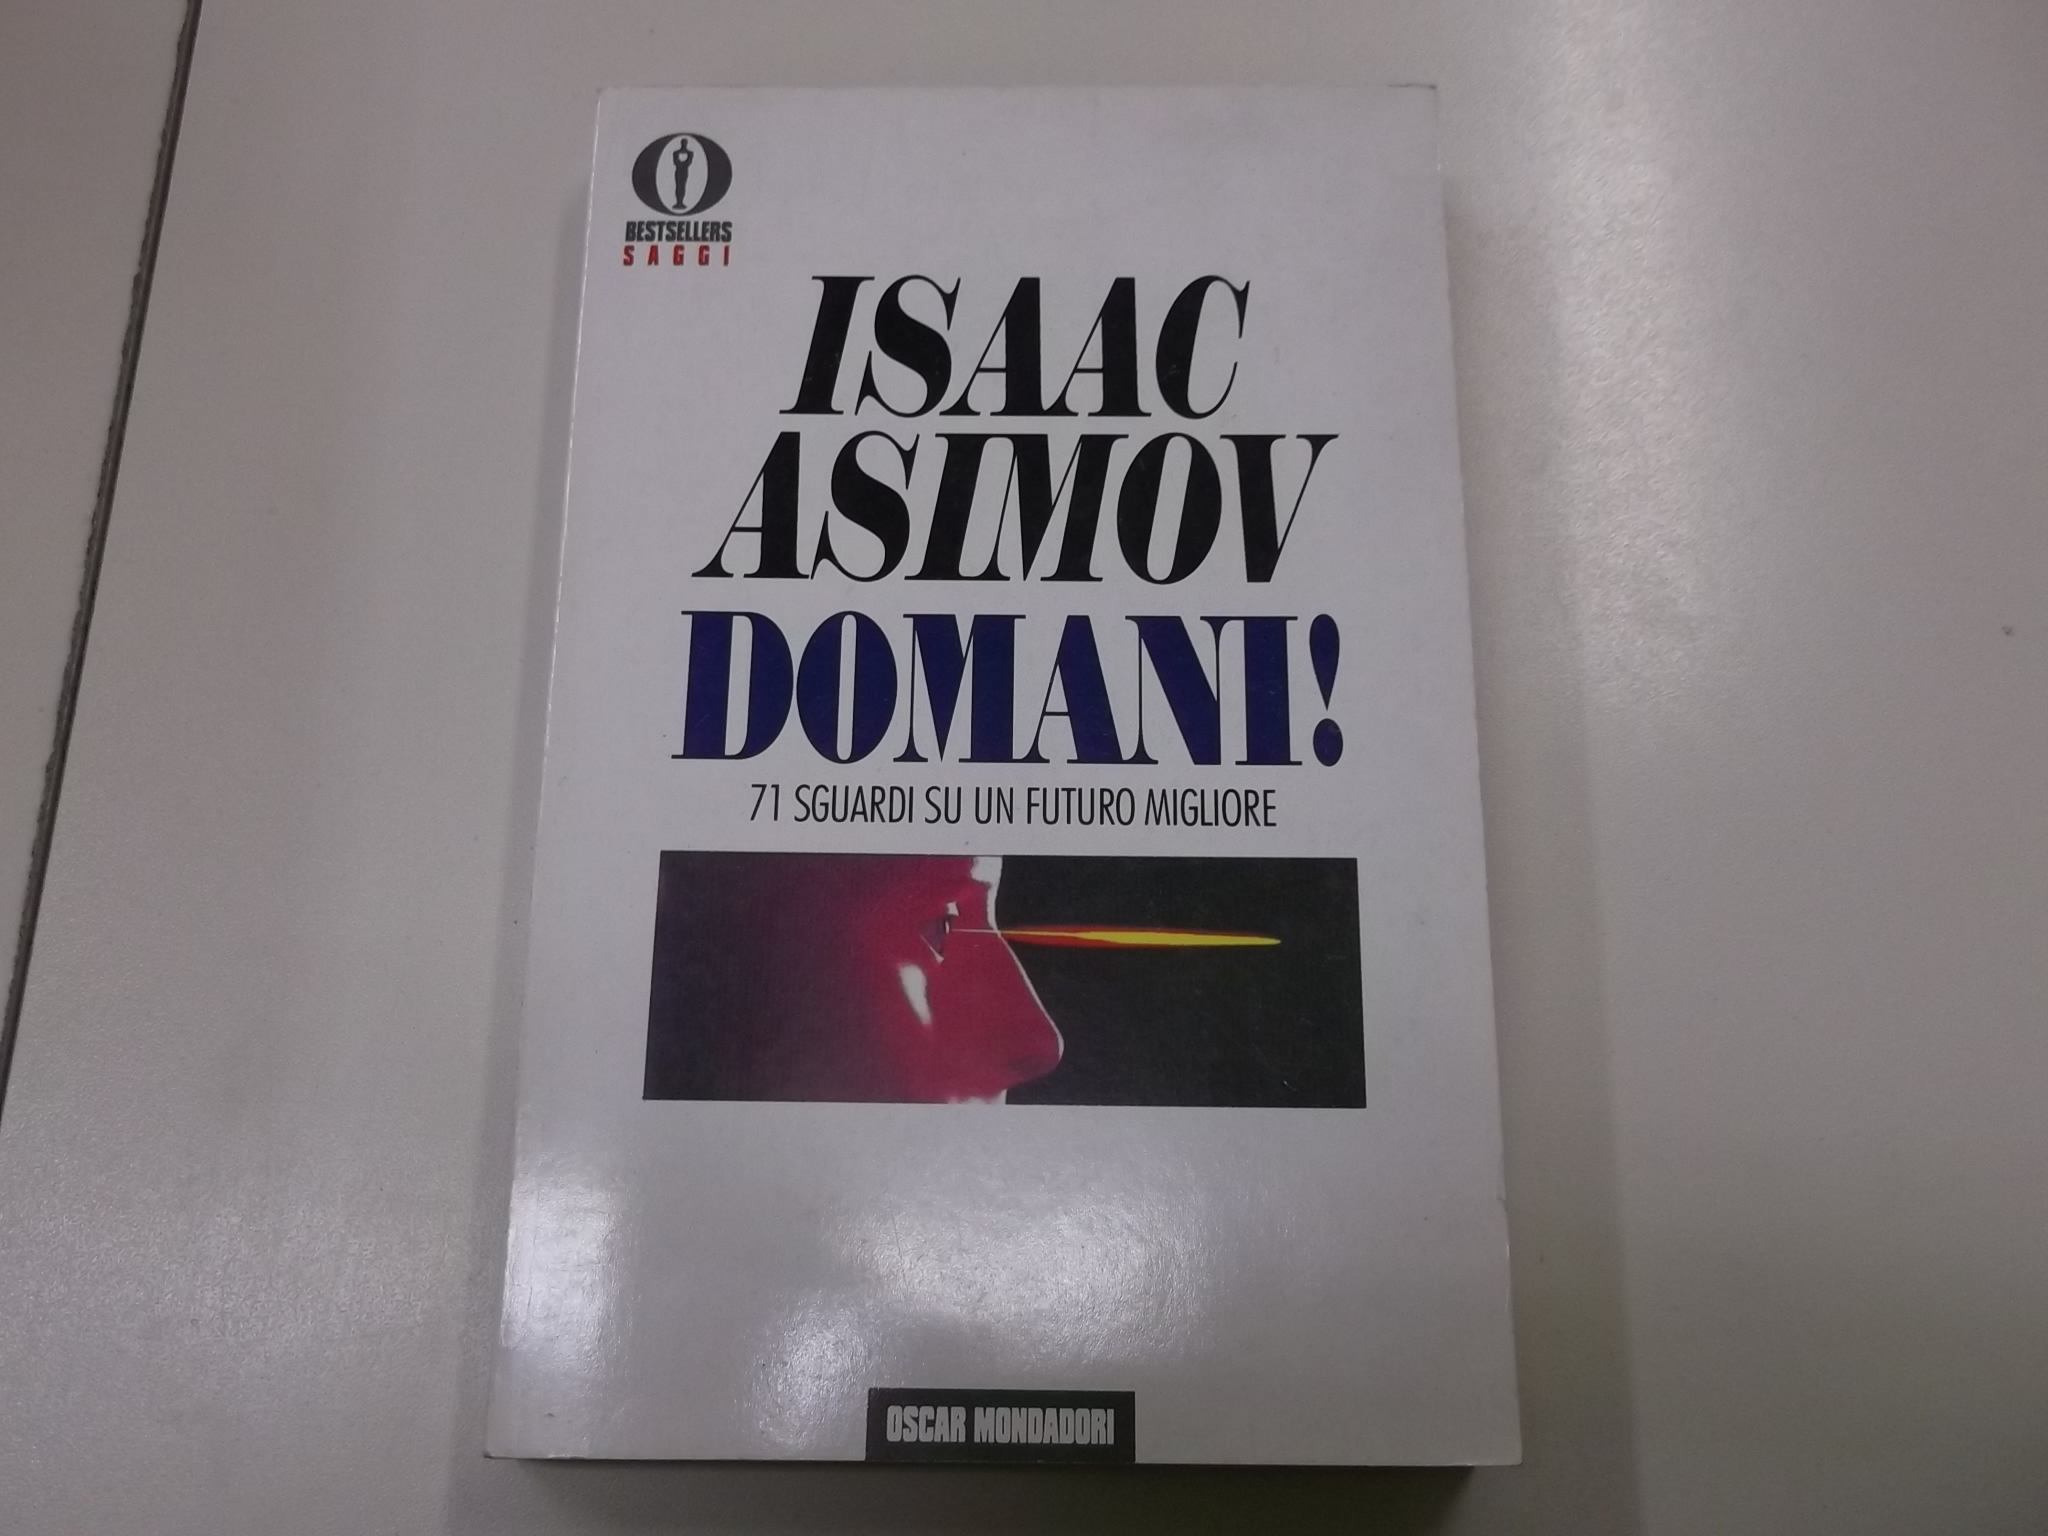 BESTSELLERS
SAGGI
ISAAC
ASIMOV
DOMANI!
71 SGUARDI SU UN FUTURO MIGLIORE
OSCAR MONDADORI